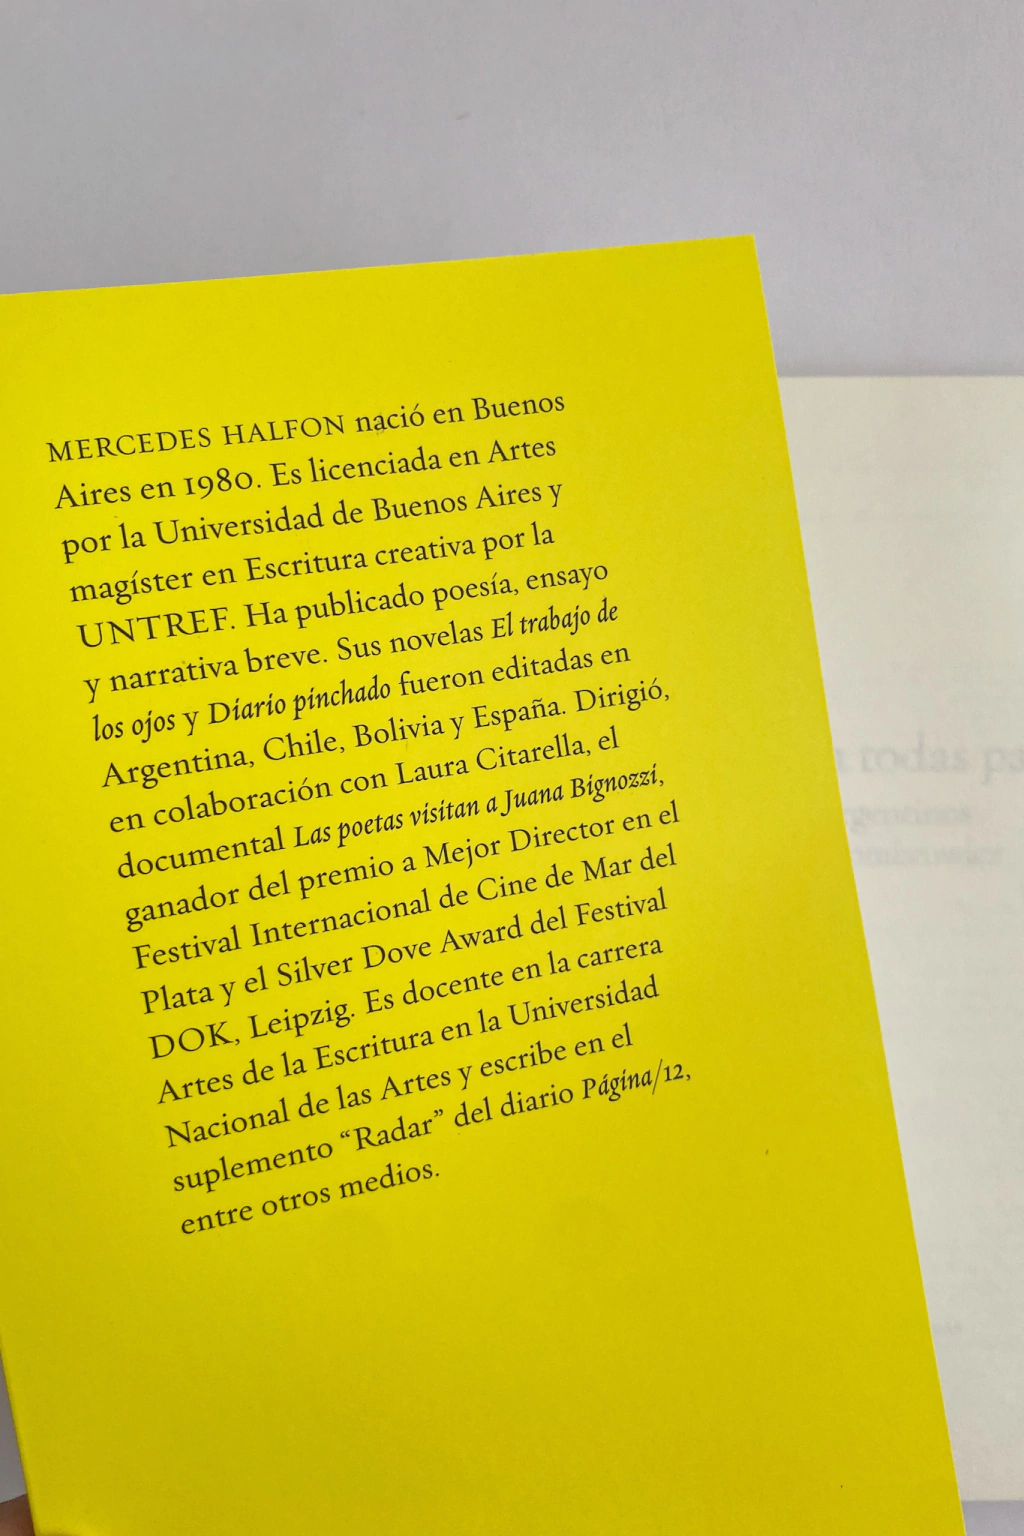 MERCEDES HALFON nació en Buenos
Aires en 1980. Es licenciada en Artes
por la Universidad de Buenos Aires y
magíster en Escritura creativa por la
UNTREF. Ha publicado poesía, ensayo
y narrativa breve. Sus novelas El trabajo de
los ojos y Diario pinchado fueron editadas en
Argentina, Chile, Bolivia y España. Dirigió,
en colaboración con Laura Citarella, el
documental Las poetas visitan a Juana Bignozzi,
ganador del premio a Mejor Director en el
Festival Internacional de Cine de Mar del
Plata y el Silver Dove Award del Festival
DOK, Leipzig. Es docente en la carrera
Artes de la Escritura en la Universidad
Nacional de las Artes y escribe en el
suplemento “Radar” del diario Página/12,
entre otros medios.
todas